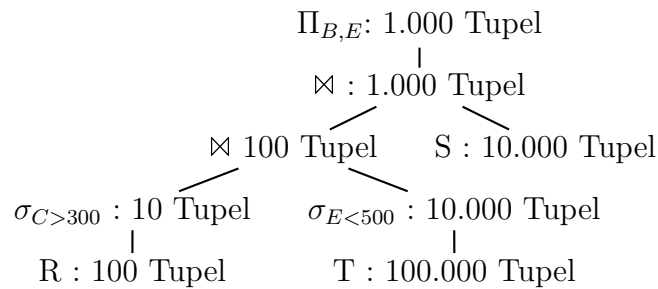 Π_{B,E}: 1.000 Tupel
⋈ : 1.000 Tupel
⋈ 100 Tupel S : 10.000 Tupel
σ_{C>300} : 10 Tupel σ_{E<500} : 10.000 Tupel
R : 100 Tupel T : 100.000 Tupel